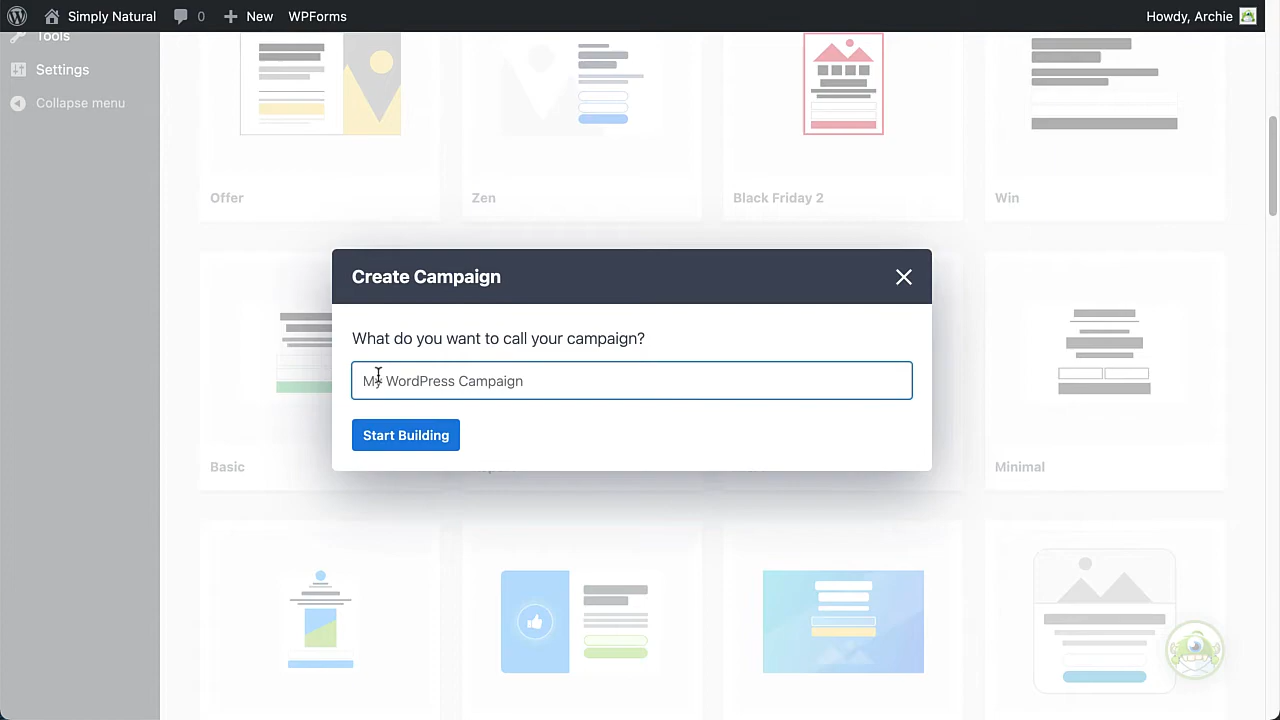 Simply Natural 0 New WPForms Howdy, Archie
Tools
Settings
Collapse menu
Offer Zen Black Friday 2 Win
Create Campaign
What do you want to call your campaign?
My WordPress Campaign
Start Building
Basic Minimal